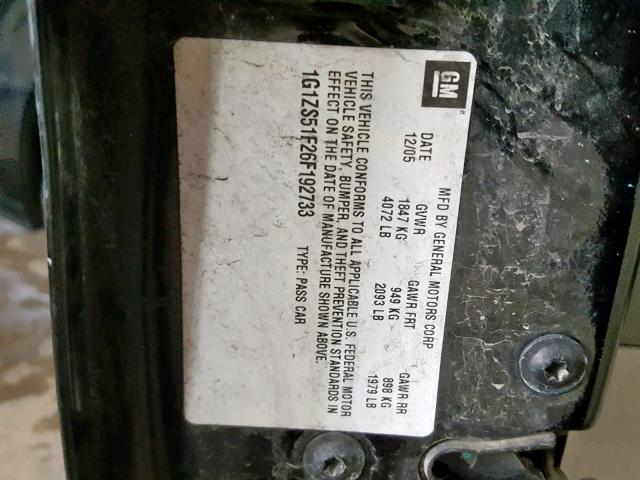 GM
MFD BY GENERAL MOTORS CORP
DATE GVWR GAWR FRT GAWR RR
12/05 1847 KG 949 KG 898 KG
4072 LB 2093 LB 1979 LB
THIS VEHICLE CONFORMS TO ALL APPLICABLE U.S. FEDERAL MOTOR
VEHICLE SAFETY, BUMPER, AND THEFT PREVENTION STANDARDS IN
EFFECT ON THE DATE OF MANUFACTURE SHOWN ABOVE.
1G1ZS51F26F192733 TYPE: PASS CAR